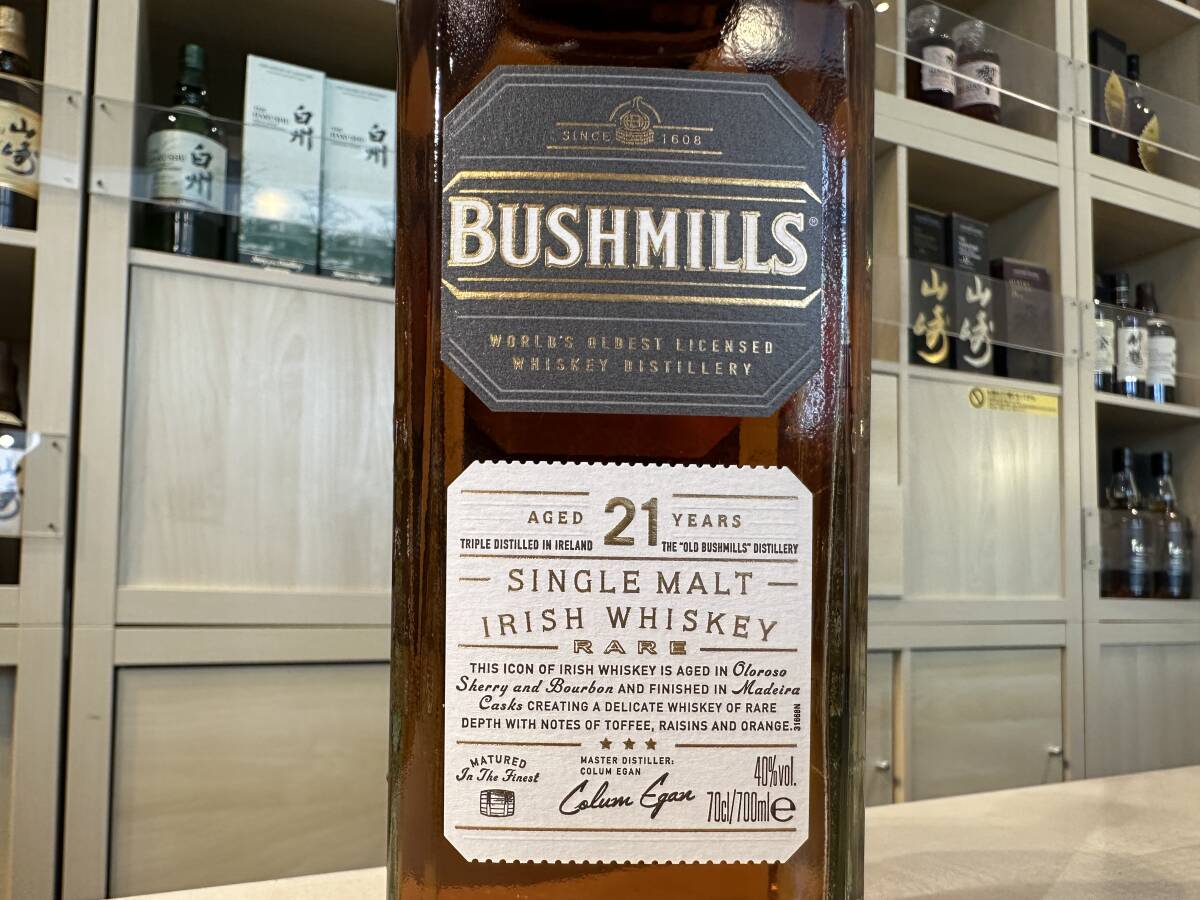 SINCE 1608
BUSHMILLS®
WORLD'S OLDEST LICENSED
WHISKEY DISTILLERY
AGED 21 YEARS
TRIPLE DISTILLED IN IRELAND THE "OLD BUSHMILLS" DISTILLERY
SINGLE MALT
IRISH WHISKEY
RARE
THIS ICON OF IRISH WHISKEY IS AGED IN Oloroso
Sherry and Bourbon AND FINISHED IN Madeira
Casks CREATING A DELICATE WHISKEY OF RARE
DEPTH WITH NOTES OF TOFFEE, RAISINS AND ORANGE.
MATURED
In The Finest
MASTER DISTILLER:
COLUM EGAN
Colum Egan
40%vol.
70cl/700ml e
山崎
白州
白州
白州
山崎
山崎